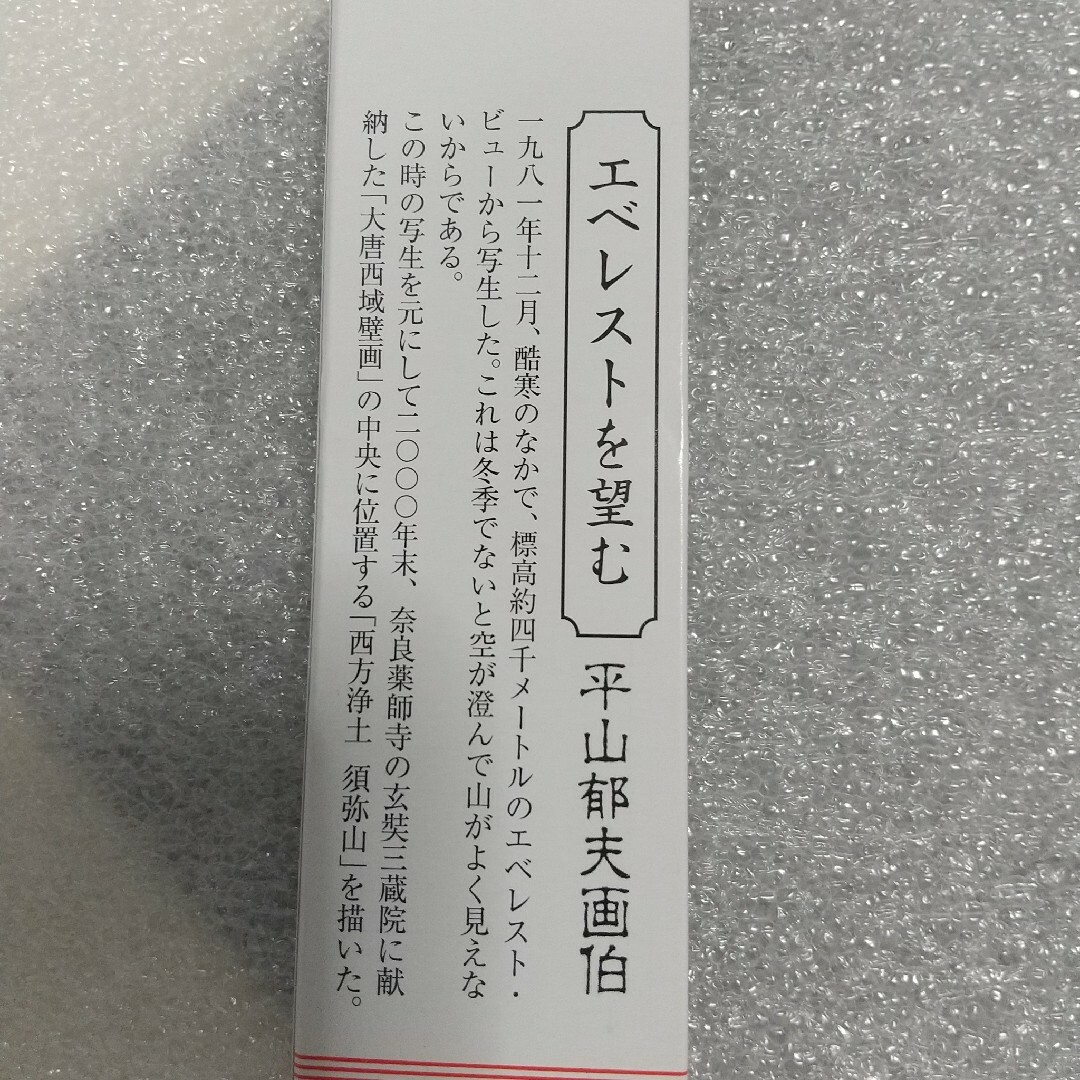 エベレストを望む 平山郁夫画伯
一九八一年十二月、酷寒のなかで、標高約四千メートルのエベレスト・
ビューから写生した。これは冬季でないと空が澄んで山がよく見えな
いからである。
この時の写生を元にして二〇〇〇年末、奈良薬師寺の玄奘三蔵院に献
納した「大唐西域壁画」の中央に位置する「西方浄土 須弥山」を描いた。